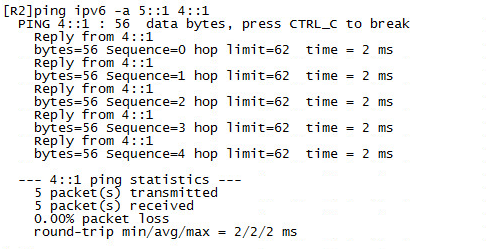 [R2]ping ipv6 -a 5::1 4::1
PING 4::1 : 56  data bytes, press CTRL_C to break
Reply from 4::1
bytes=56 Sequence=0 hop limit=62  time = 2 ms
Reply from 4::1
bytes=56 Sequence=1 hop limit=62  time = 2 ms
Reply from 4::1
bytes=56 Sequence=2 hop limit=62  time = 2 ms
Reply from 4::1
bytes=56 Sequence=3 hop limit=62  time = 2 ms
Reply from 4::1
bytes=56 Sequence=4 hop limit=62  time = 2 ms
--- 4::1 ping statistics ---
5 packet(s) transmitted
5 packet(s) received
0.00% packet loss
round-trip min/avg/max = 2/2/2 ms